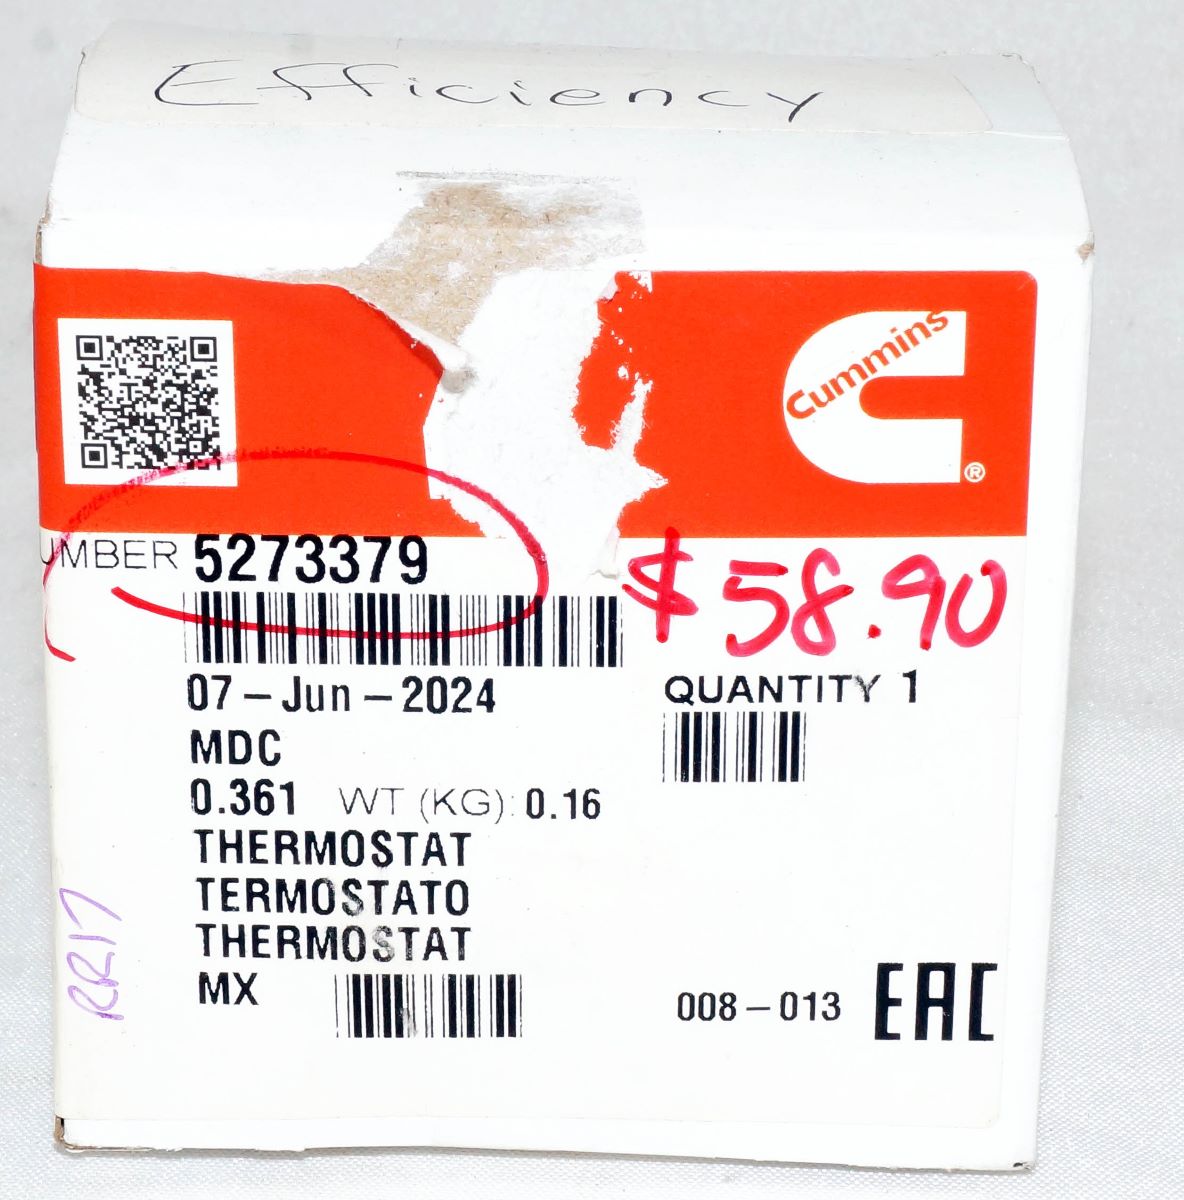 Efficiency
Cummins
®
UMBER 5273379
$58.90
07-Jun-2024
QUANTITY 1
MDC
0.361 WT (KG): 0.16
THERMOSTAT
TERMOSTATO
THERMOSTAT
MX
008-013
EAC
RR17